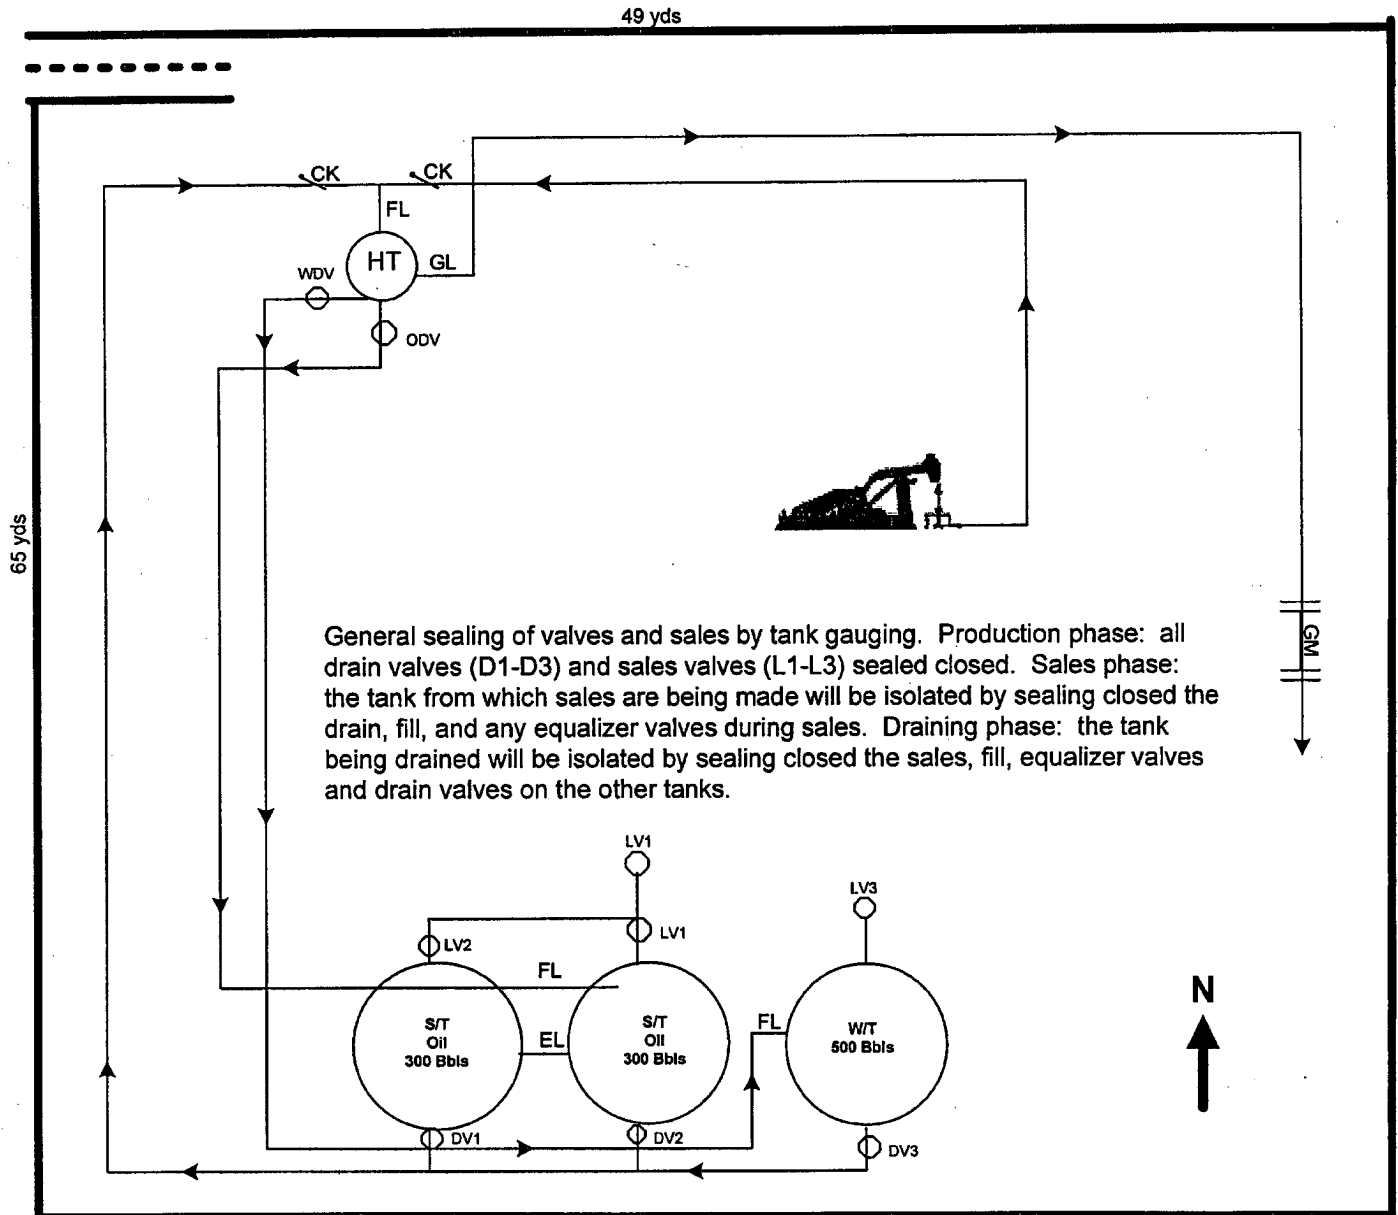 49 yds
CK
CK
FL
HT
GL
WDV
ODV
65 yds
General sealing of valves and sales by tank gauging. Production phase: all
drain valves (D1-D3) and sales valves (L1-L3) sealed closed. Sales phase:
the tank from which sales are being made will be isolated by sealing closed the
drain, fill, and any equalizer valves during sales. Draining phase: the tank
being drained will be isolated by sealing closed the sales, fill, equalizer valves
and drain valves on the other tanks.
GM
LV1
LV3
LV2
LV1
FL
S/T
Oil
300 Bbls
EL
S/T
Oil
300 Bbls
FL
W/T
500 Bbls
N
DV1
DV2
DV3